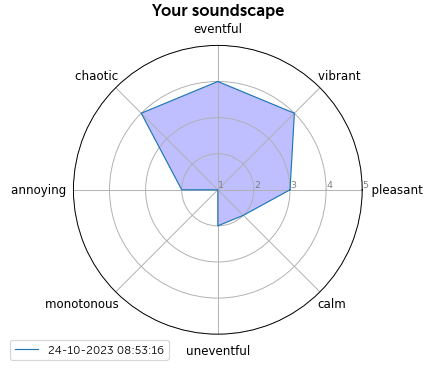 Your soundscape
eventful
chaotic
vibrant
annoying
1 2 3 4 5
pleasant
monotonous
calm
uneventful
24-10-2023 08:53:16